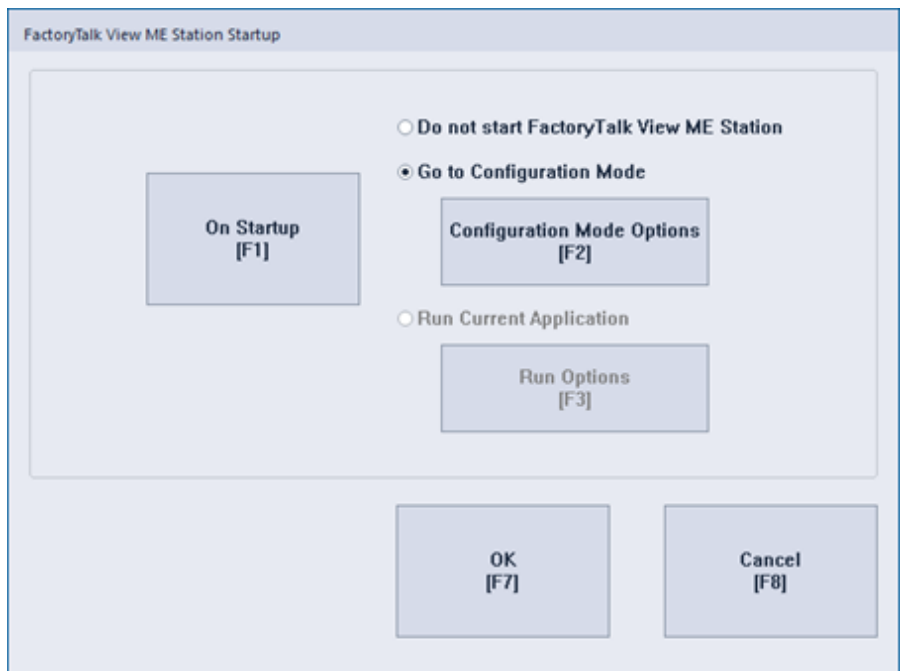 FactoryTalk View ME Station Startup
Do not start FactoryTalk View ME Station
Go to Configuration Mode
On Startup
[F1]
Configuration Mode Options
[F2]
Run Current Application
Run Options
[F3]
OK
[F7]
Cancel
[F8]